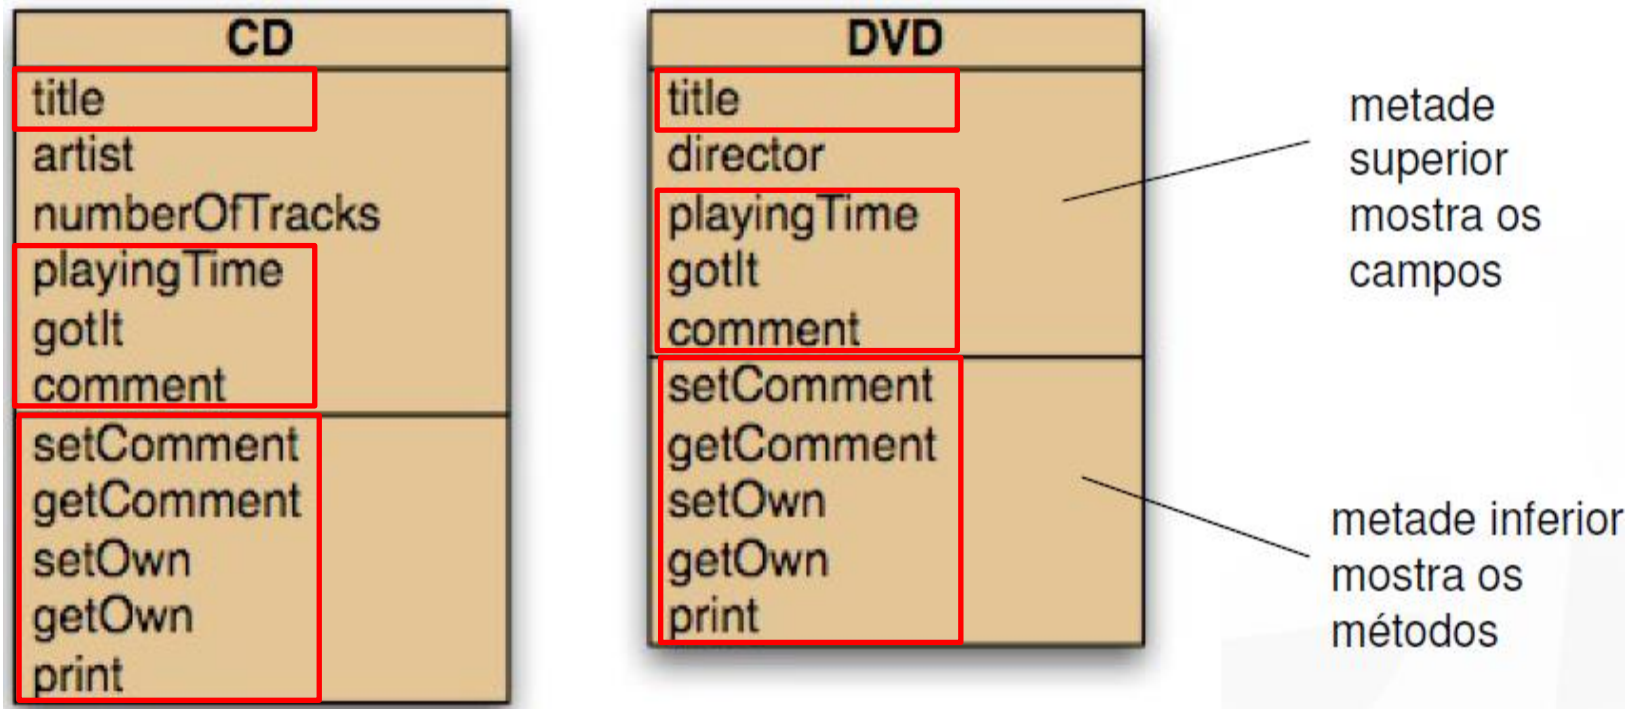 CD
title
artist
numberOfTracks
playingTime
gotIt
comment
setComment
getComment
setOwn
getOwn
print
DVD
title
director
playingTime
gotIt
comment
setComment
getComment
setOwn
getOwn
print
metade
superior
mostra os
campos
metade inferior
mostra os
métodos